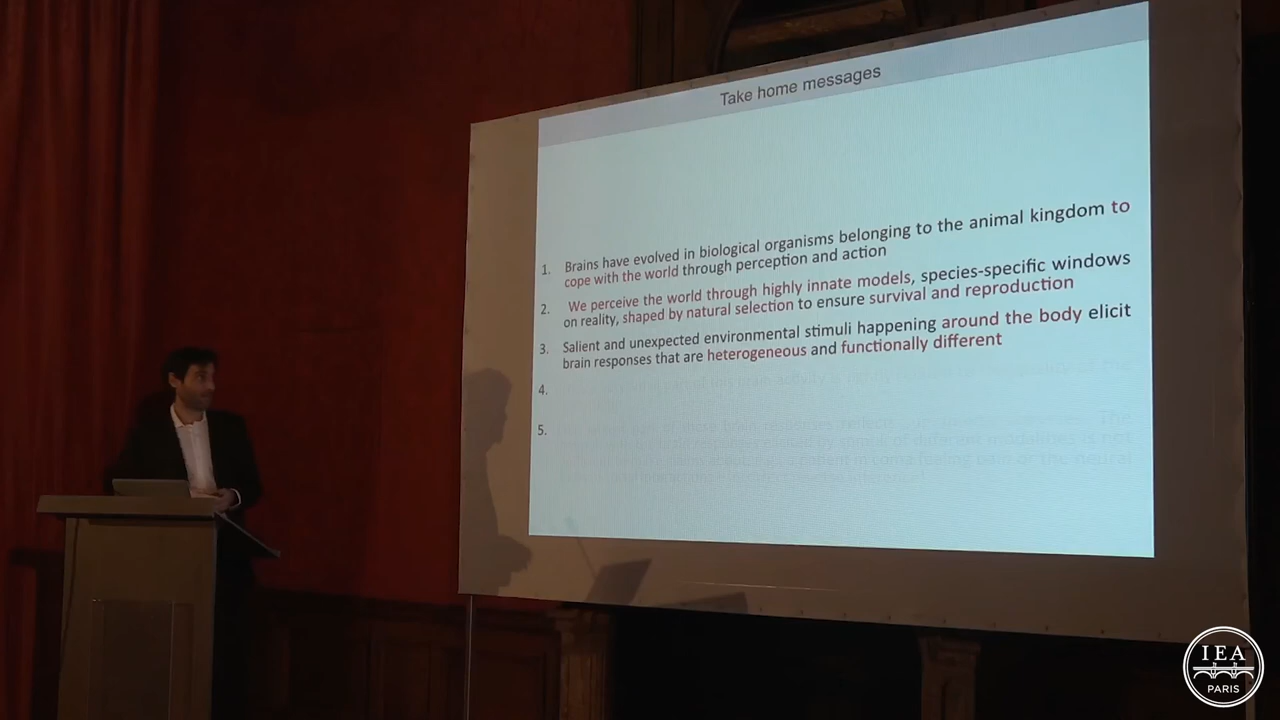 Take home messages
1. Brains have evolved in biological organisms belonging to the animal kingdom to
cope with the world through perception and action
2. We perceive the world through highly innate models, species-specific windows
on reality, shaped by natural selection to ensure survival and reproduction
3. Salient and unexpected environmental stimuli happening around the body elicit
brain responses that are heterogeneous and functionally different
4.
5.
IEA
PARIS